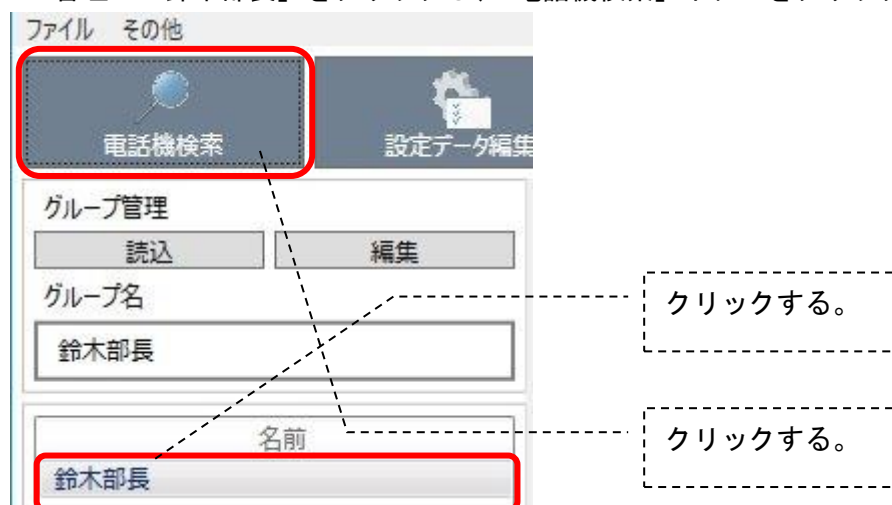 ファイル その他
電話機検索 設定データ編集
グループ管理
読込 編集
グループ名
クリックする。
鈴木部長
クリックする。
名前
鈴木部長